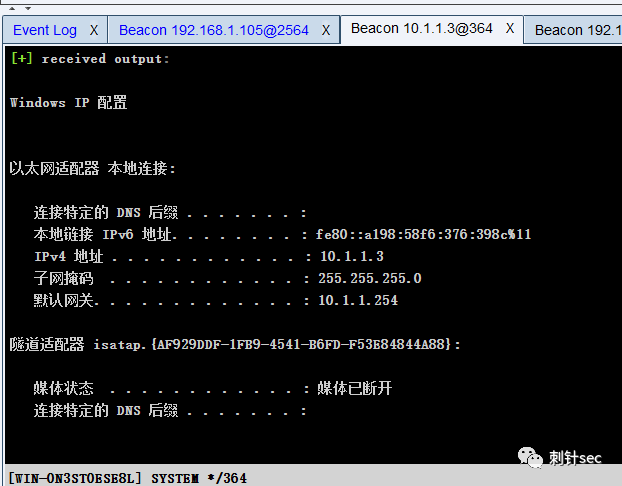 Event Log X Beacon 192.168.1.105@2564 X Beacon 10.1.1.3@364 X Beacon 192.1
[+] received output:
Windows IP 配置
以太网适配器 本地连接:
连接特定的 DNS 后缀 . . . . . . . :
本地链接 IPv6 地址. . . . . . . . : fe80::a198:58f6:376:398c%11
IPv4 地址 . . . . . . . . . . . . : 10.1.1.3
子网掩码 . . . . . . . . . . . . : 255.255.255.0
默认网关. . . . . . . . . . . . . : 10.1.1.254
隧道适配器 isatap.{AF929DDF-1FB9-4541-B6FD-F53E84844A88}:
媒体状态 . . . . . . . . . . . . : 媒体已断开
连接特定的 DNS 后缀 . . . . . . . :
刺针sec
[WIN-0N3ST0ESE8L] SYSTEM */364